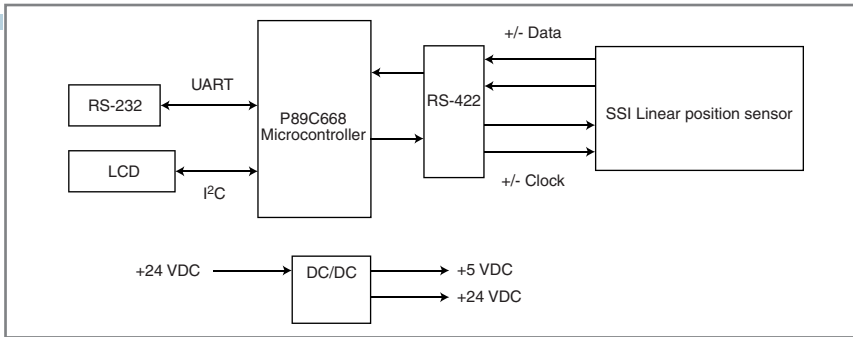 +/- Data
UART
RS-232
P89C668
Microcontroller
RS-422
SSI Linear position sensor
LCD
I²C
+/- Clock
+24 VDC
DC/DC
+5 VDC
+24 VDC